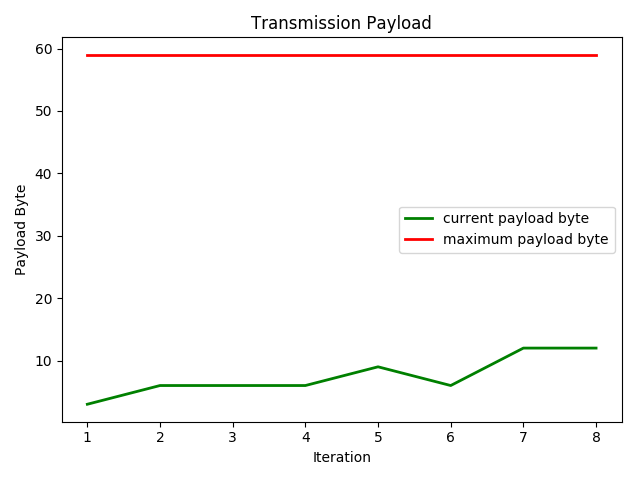 Transmission Payload
60
50
40
30
20
10
Payload Byte
current payload byte
maximum payload byte
1 2 3 4 5 6 7 8
Iteration